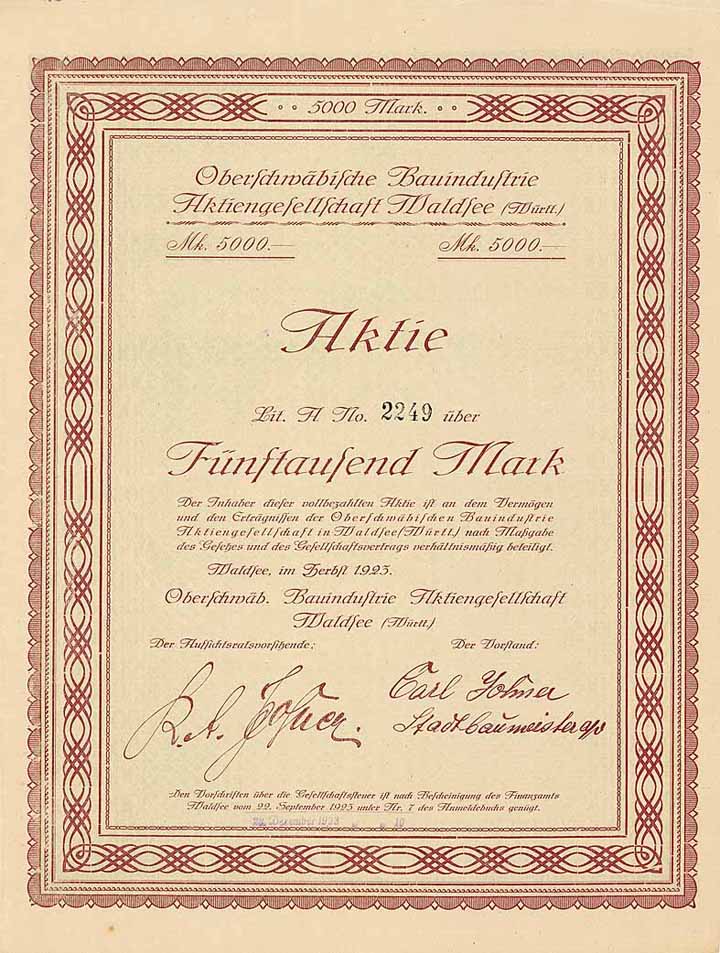 5000 Mark.
Oberschwäbische Bauindustrie
Aktiengesellschaft Waldsee (Württ.)
Mk. 5000.— Mk. 5000.—
Aktie
Lit. A No. 2249 über
Fünftausend Mark
Der Inhaber dieser vollbezahlten Aktie ist an dem Vermögen
und den Erträgnissen der Oberschwäbischen Bauindustrie
Aktiengesellschaft in Waldsee (Württ.) nach Maßgabe
des Gesetzes und des Gesellschaftsvertrags verhältnismäßig beteiligt.
Waldsee, im Herbst 1923.
Oberschwäb. Bauindustrie Aktiengesellschaft
Waldsee (Württ.)
Der Aufsichtsratsvorsitzende: Der Vorstand:
Carl
Stadtbaumeister a/D
Den Vorschriften über die Gesellschaftssteuer ist nach Bescheinigung des Finanzamts
Waldsee vom 22. September 1923 unter Nr. 7 des Anmeldebuchs genügt.
Dezember 1923 10